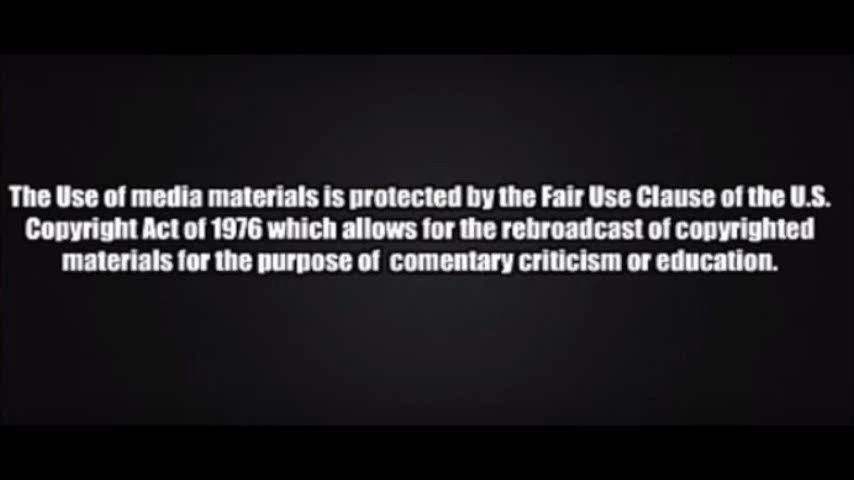 The Use of media materials is protected by the Fair Use Clause of the U.S.
Copyright Act of 1976 which allows for the rebroadcast of copyrighted
materials for the purpose of comentary criticism or education.